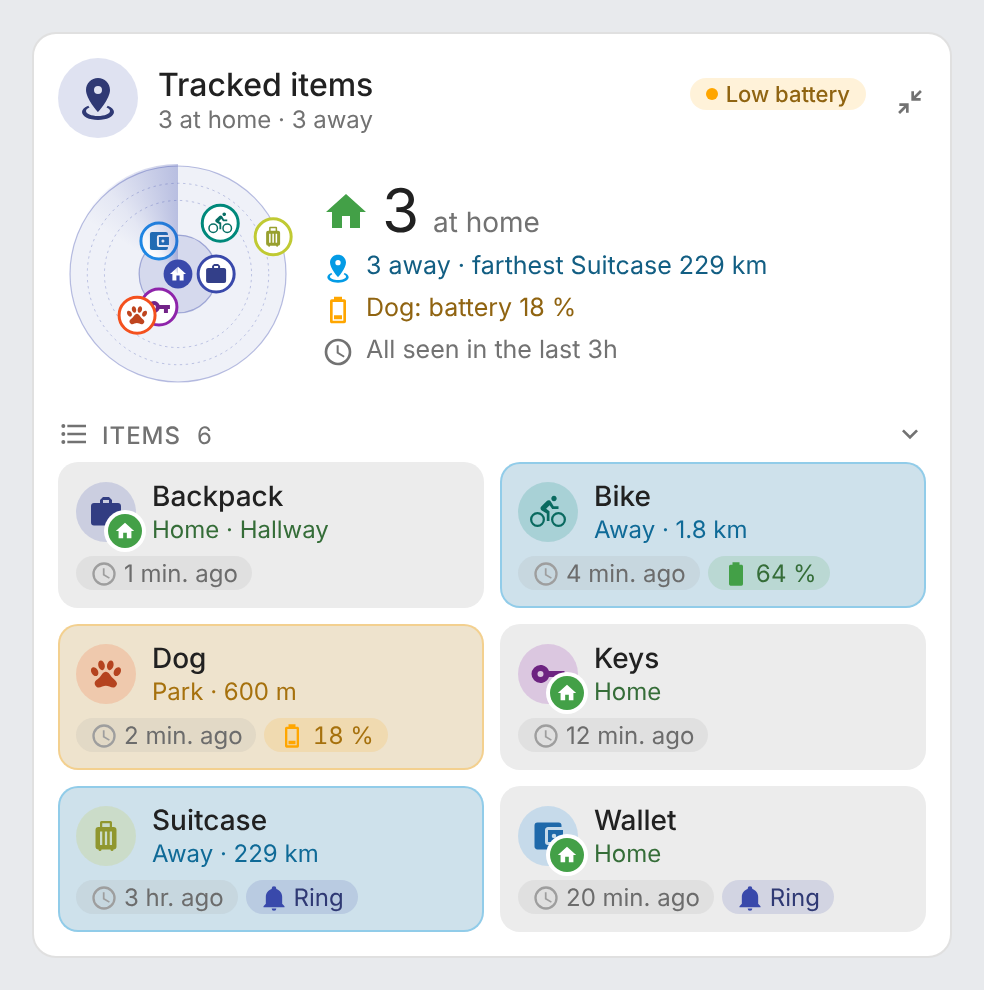 Tracked items
3 at home · 3 away
Low battery
3 at home
3 away · farthest Suitcase 229 km
Dog: battery 18 %
All seen in the last 3h
ITEMS 6
Backpack
Home · Hallway
1 min. ago
Bike
Away · 1.8 km
4 min. ago
64 %
Dog
Park · 600 m
2 min. ago
18 %
Keys
Home
12 min. ago
Suitcase
Away · 229 km
3 hr. ago
Ring
Wallet
Home
20 min. ago
Ring